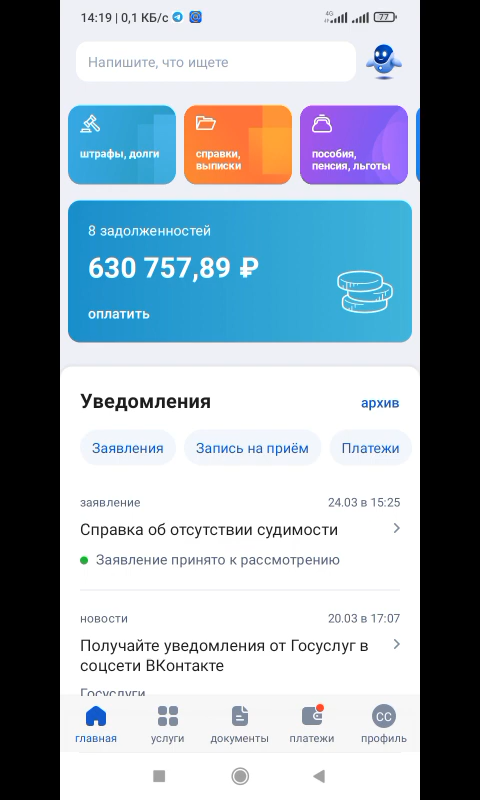 14:19 | 0,1 КБ/с
4G
77
Напишите, что ищете
штрафы, долги
справки,
выписки
пособия,
пенсия, льготы
8 задолженностей
630 757,89 ₽
оплатить
Уведомления
архив
Заявления
Запись на приём
Платежи
заявление
24.03 в 15:25
Справка об отсутствии судимости
Заявление принято к рассмотрению
новости
20.03 в 17:07
Получайте уведомления от Госуслуг в
соцсети ВКонтакте
Госуслуги
главная
услуги
документы
платежи
СС
профиль